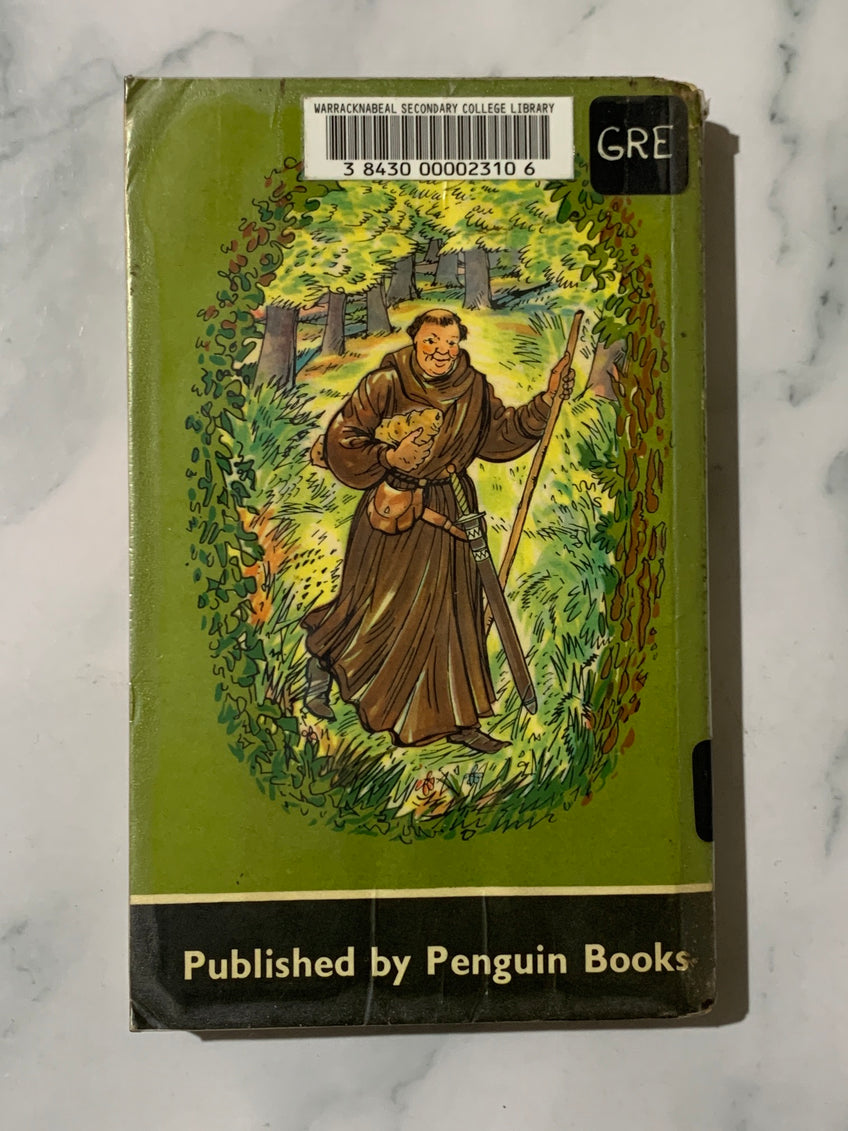 WARRACKNABEAL SECONDARY COLLEGE LIBRARY
3 8430 00002310 6
GRE
Published by Penguin Books